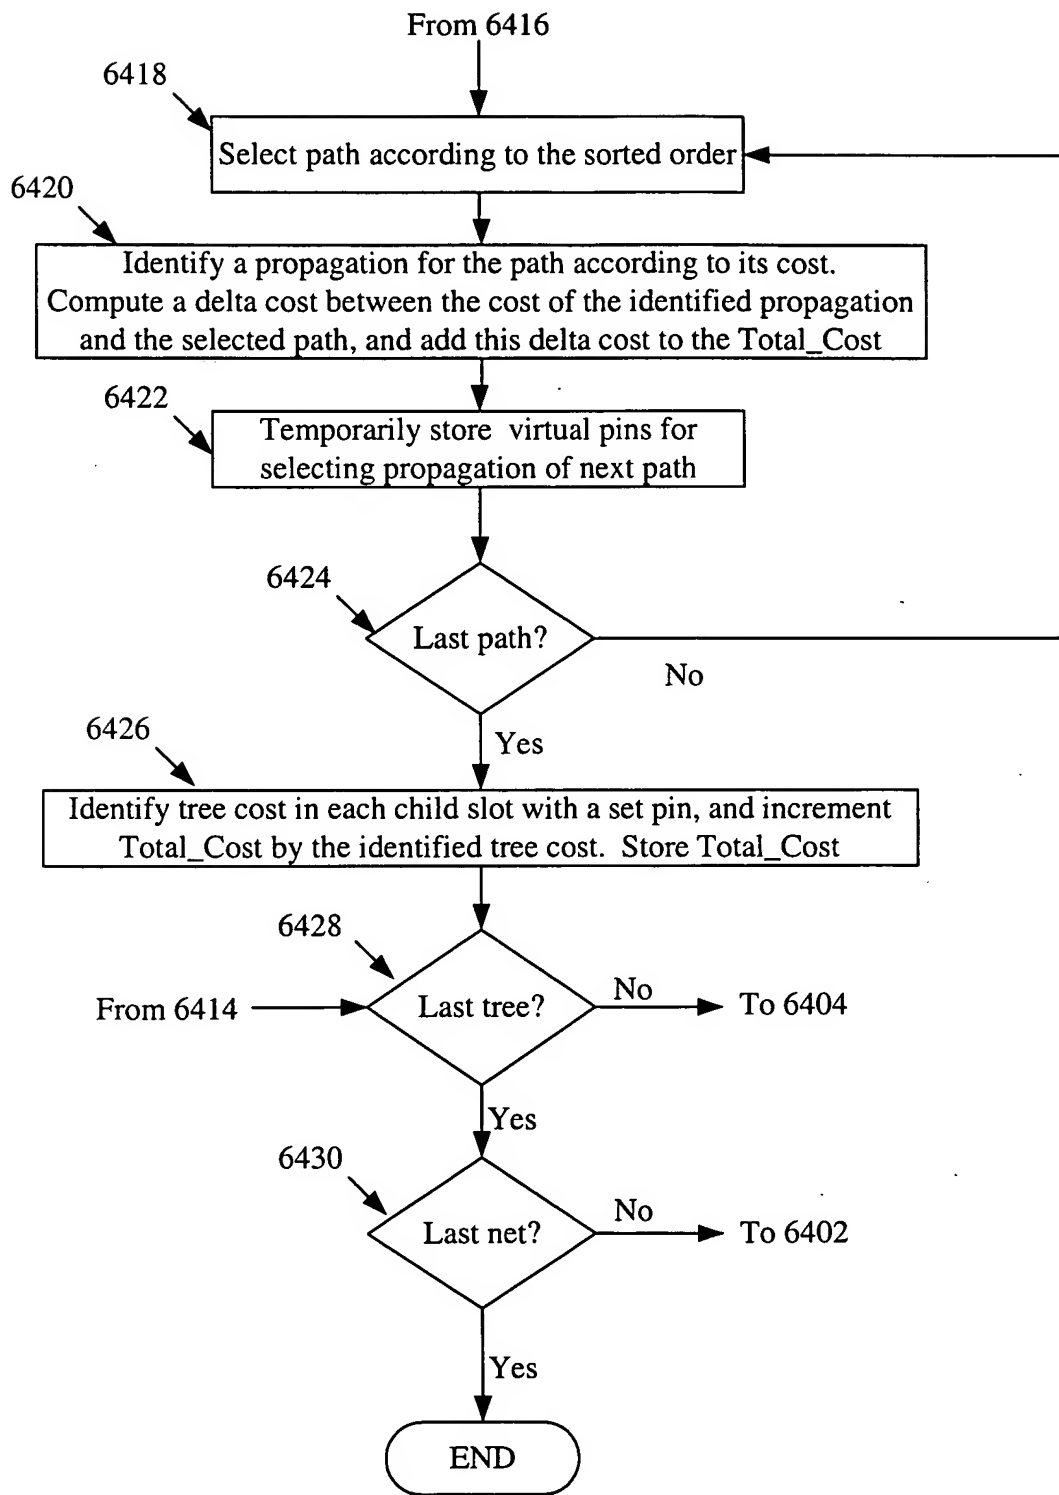 From 6416
6418
Select path according to the sorted order
6420
Identify a propagation for the path according to its cost.
Compute a delta cost between the cost of the identified propagation
and the selected path, and add this delta cost to the Total_Cost
6422
Temporarily store virtual pins for
selecting propagation of next path
6424
Last path?
No
Yes
6426
Identify tree cost in each child slot with a set pin, and increment
Total_Cost by the identified tree cost. Store Total_Cost
6428
From 6414
Last tree?
No
To 6404
Yes
6430
Last net?
No
To 6402
Yes
END